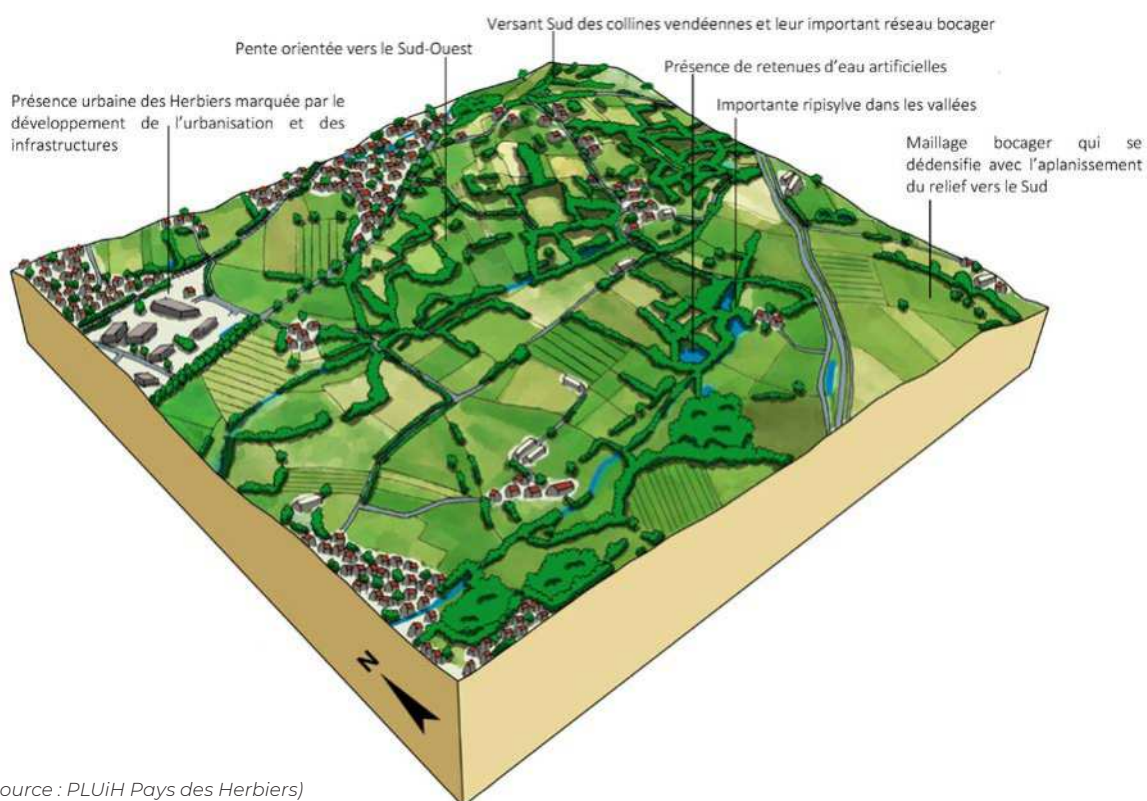 Versant Sud des collines vendéennes et leur important réseau bocager
Pente orientée vers le Sud-Ouest
Présence de retenues d'eau artificielles
Présence urbaine des Herbiers marquée par le
développement de l'urbanisation et des
infrastructures
Importante ripisylve dans les vallées
Maillage bocager qui se
dédensifie avec l'aplanissement
du relief vers le Sud
N
ource : PLUiH Pays des Herbiers)